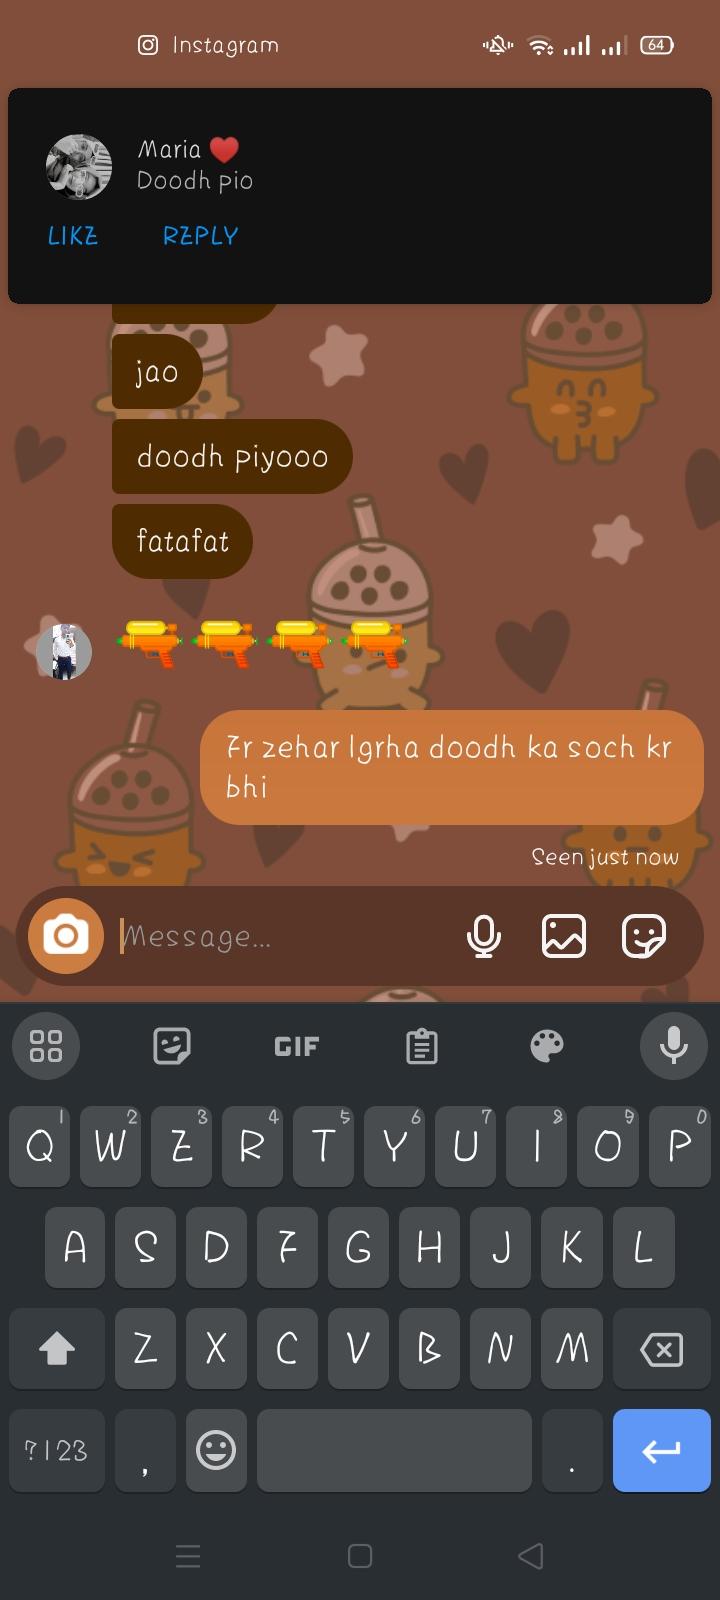 Instagram
64
Maria ❤️
Doodh pio
LIKE REPLY
jao
doodh piyooo
fatafat
🔫🔫🔫🔫
Fr zehar lgrha doodh ka soch kr
bhi
Seen just now
Message...
GIF
1 2 3 4 5 6 7 8 9 0
Q W E R T Y U I O P
A S D F G H J K L
Z X C V B N M
?123 , .